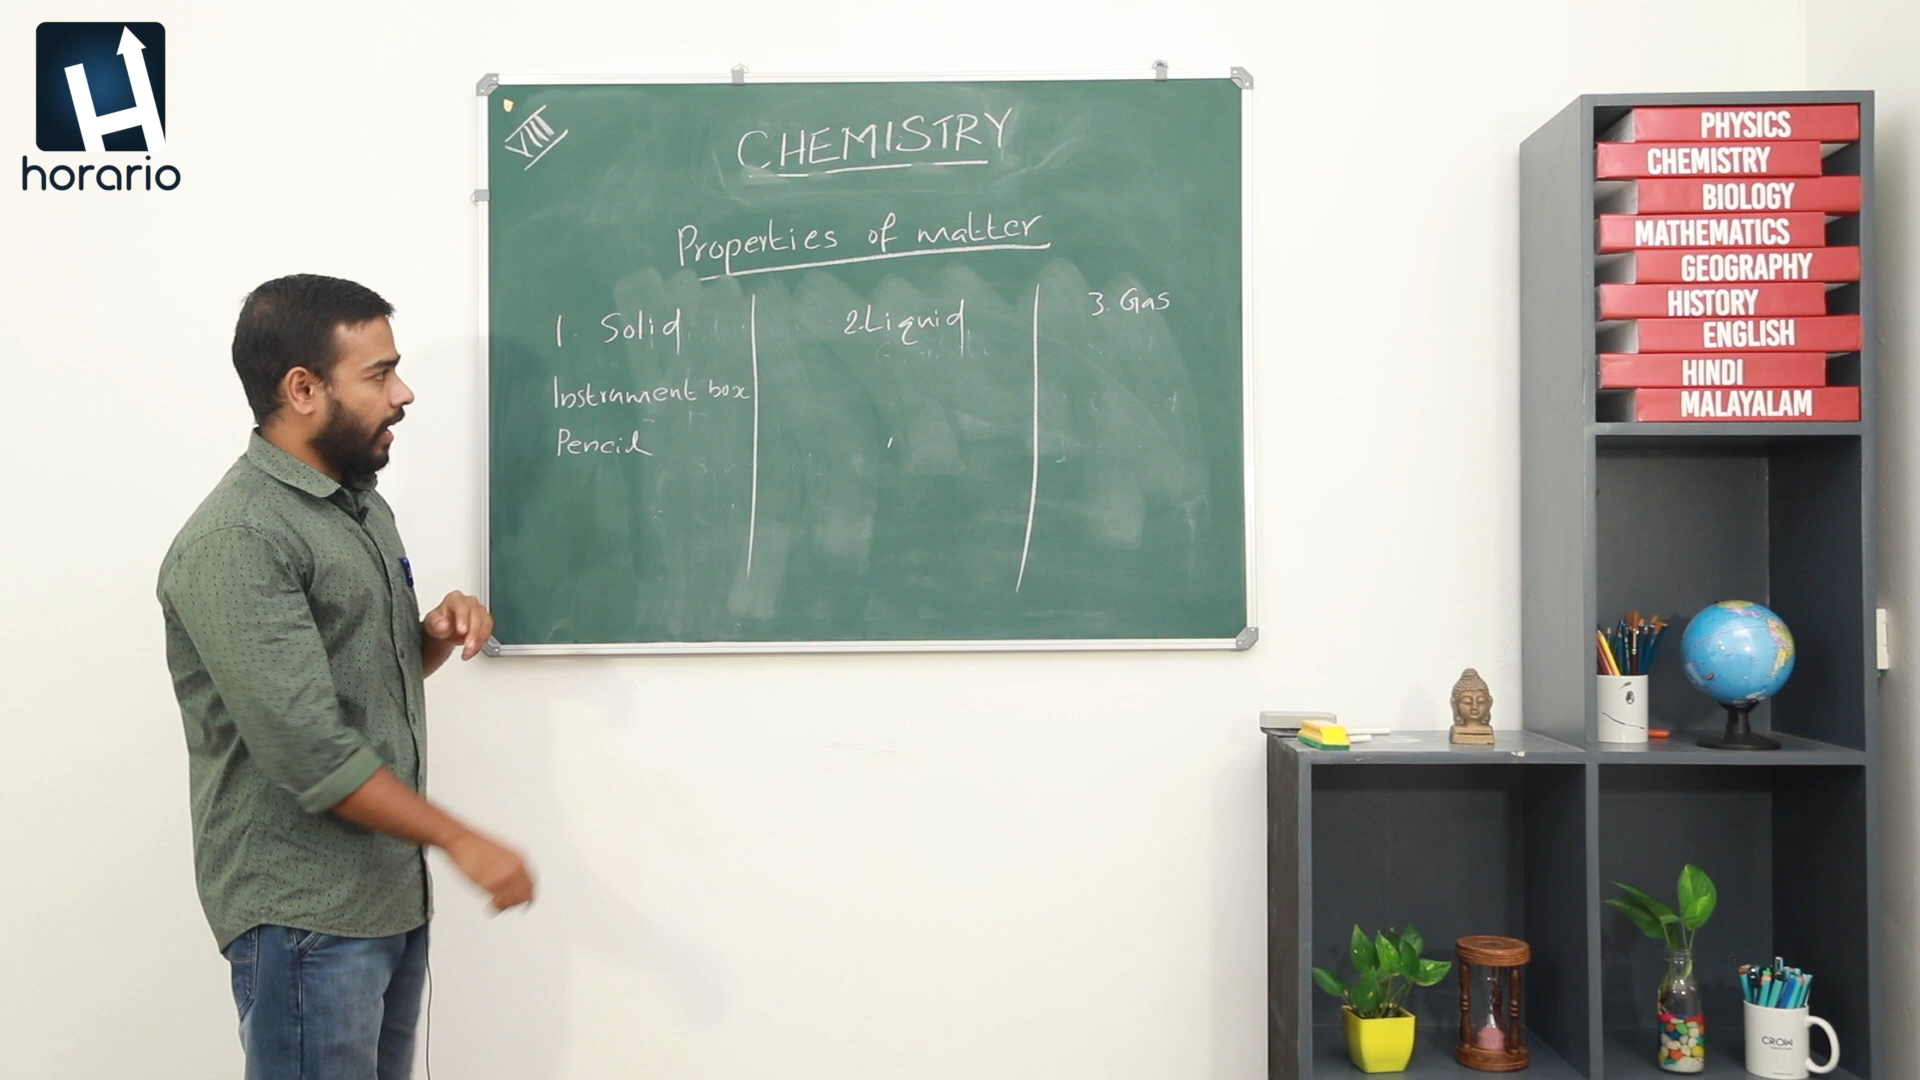 horario
VIII
CHEMISTRY
Properties of matter
1. Solid
2. Liquid
3. Gas
Instrument box
Pencil
PHYSICS
CHEMISTRY
BIOLOGY
MATHEMATICS
GEOGRAPHY
HISTORY
ENGLISH
HINDI
MALAYALAM
CROW